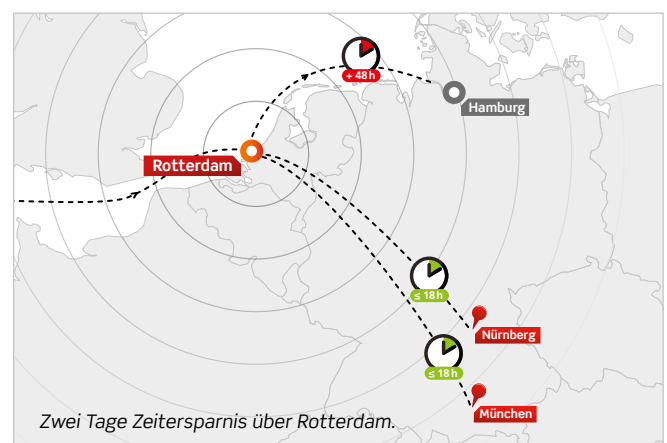 + 48 h
Hamburg
Rotterdam
≤ 18 h
Nürnberg
≤ 18 h
München
Zwei Tage Zeitersparnis über Rotterdam.